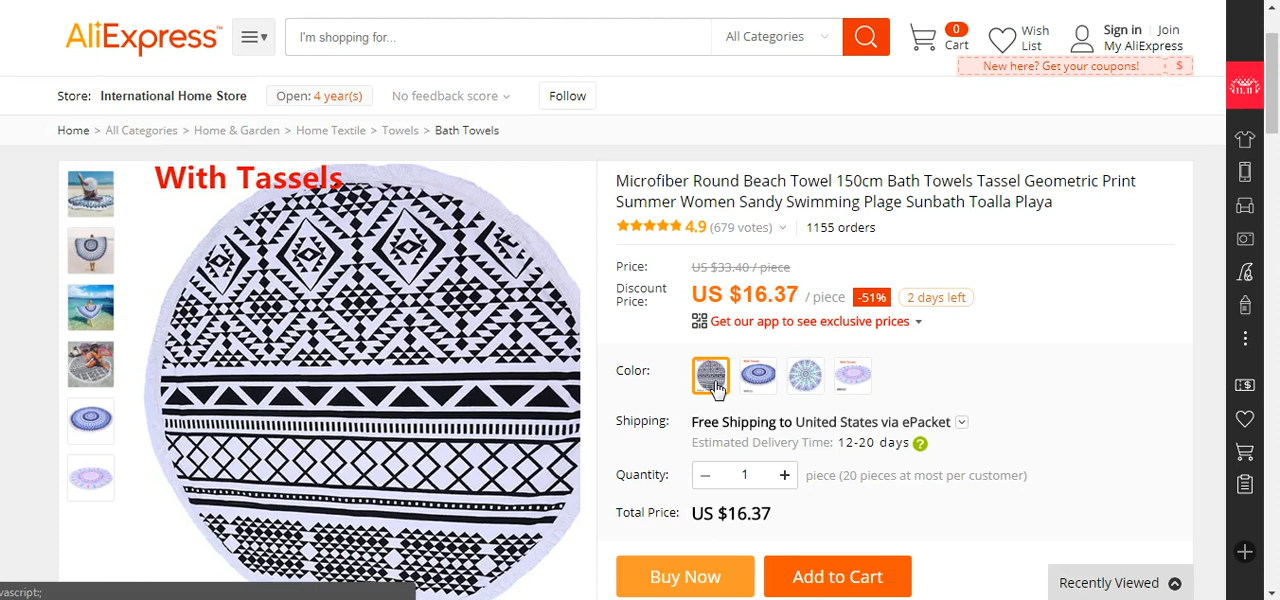 AliExpress™
I'm shopping for...
All Categories
0
Cart
Wish
List
Sign in | Join
My AliExpress
New here? Get your coupons! $
Store: International Home Store Open: 4 year(s) No feedback score Follow
Home > All Categories > Home & Garden > Home Textile > Towels > Bath Towels
11.11
With Tassels
Microfiber Round Beach Towel 150cm Bath Towels Tassel Geometric Print
Summer Women Sandy Swimming Plage Sunbath Toalla Playa
4.9 (679 votes) 1155 orders
Price: US $33.40 / piece
Discount
Price: US $16.37 / piece -51% 2 days left
Get our app to see exclusive prices
Color:
Shipping: Free Shipping to United States via ePacket
Estimated Delivery Time: 12-20 days ?
Quantity: − 1 + piece (20 pieces at most per customer)
Total Price: US $16.37
Buy Now Add to Cart
Recently Viewed
vascript:;